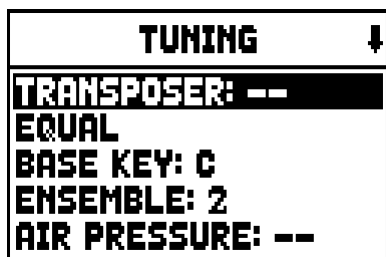 TUNING
TRANSPOSER: --
EQUAL
BASE KEY: C
ENSEMBLE: 2
AIR PRESSURE: --